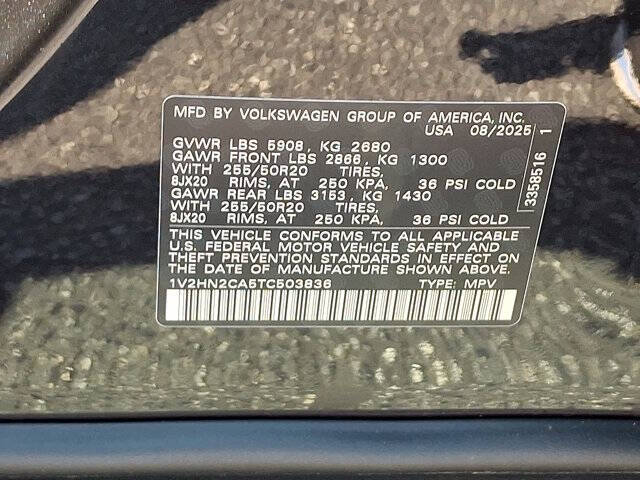 MFD BY VOLKSWAGEN GROUP OF AMERICA, INC.
USA 08/2025
GVWR LBS 5908, KG 2680
GAWR FRONT LBS 2866, KG 1300
WITH 255/50R20 TIRES,
8JX20 RIMS, AT 250 KPA, 36 PSI COLD
GAWR REAR LBS 3153, KG 1430
WITH 255/50R20 TIRES,
8JX20 RIMS, AT 250 KPA, 36 PSI COLD
THIS VEHICLE CONFORMS TO ALL APPLICABLE
U.S. FEDERAL MOTOR VEHICLE SAFETY AND
THEFT PREVENTION STANDARDS IN EFFECT ON
THE DATE OF MANUFACTURE SHOWN ABOVE.
1V2HN2CA5TC503836 TYPE: MPV
3358516 1